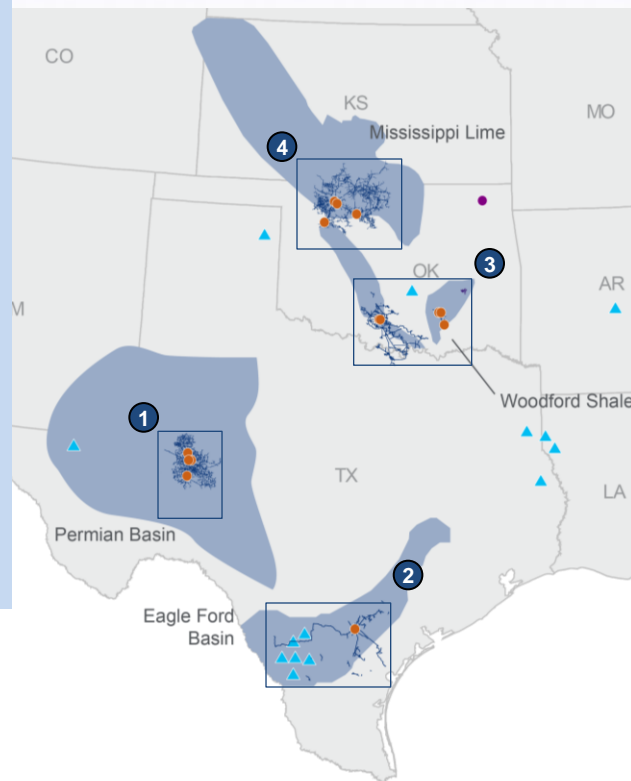 CO
KS
MO
Mississippi Lime
4
3
OK
AR
M
Woodford Shale
1
TX
LA
Permian Basin
2
Eagle Ford
Basin